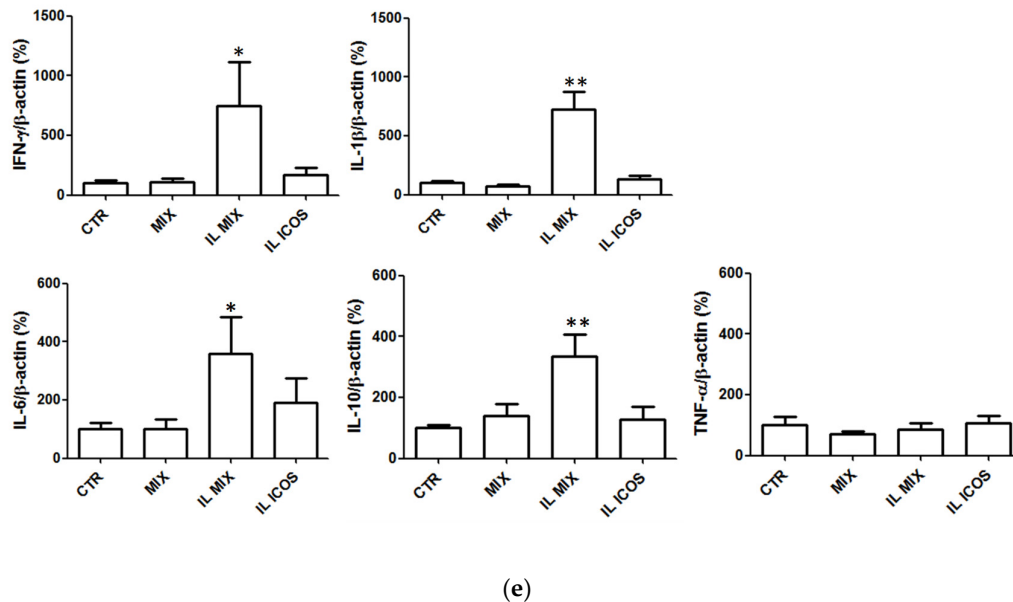 IFN-γ/β-actin (%)
1500
1000
500
0
*
CTR
MIX
IL MIX
IL ICOS
IL-1β/β-actin (%)
1500
1000
500
0
**
CTR
MIX
IL MIX
IL ICOS
IL-6/β-actin (%)
600
400
200
0
*
CTR
MIX
IL MIX
IL ICOS
IL-10/β-actin (%)
600
400
200
0
**
CTR
MIX
IL MIX
IL ICOS
TNF-α/β-actin (%)
600
400
200
0
CTR
MIX
IL MIX
IL ICOS
(e)